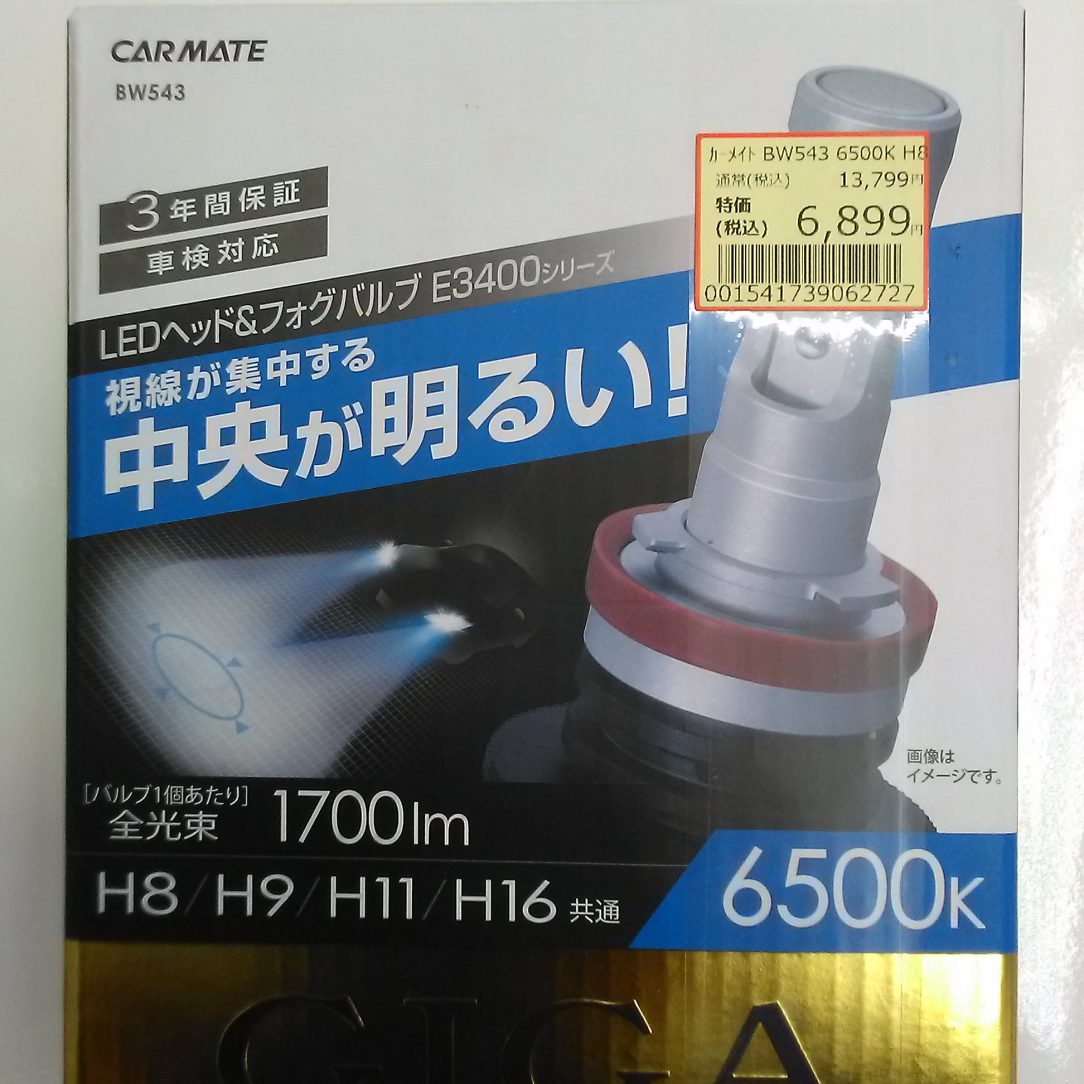 CARMATE
BW543
3年間保証
車検対応
LEDヘッド&フォグバルブ E3400シリーズ
視線が集中する
中央が明るい!
カーメイト BW543 6500K H8
通常(税込) 13,799円
特価
(税込) 6,899円
001541739062727
画像は
イメージです。
[バルブ1個あたり]
全光束 1700lm
H8/H9/H11/H16 共通
6500K
GIGA